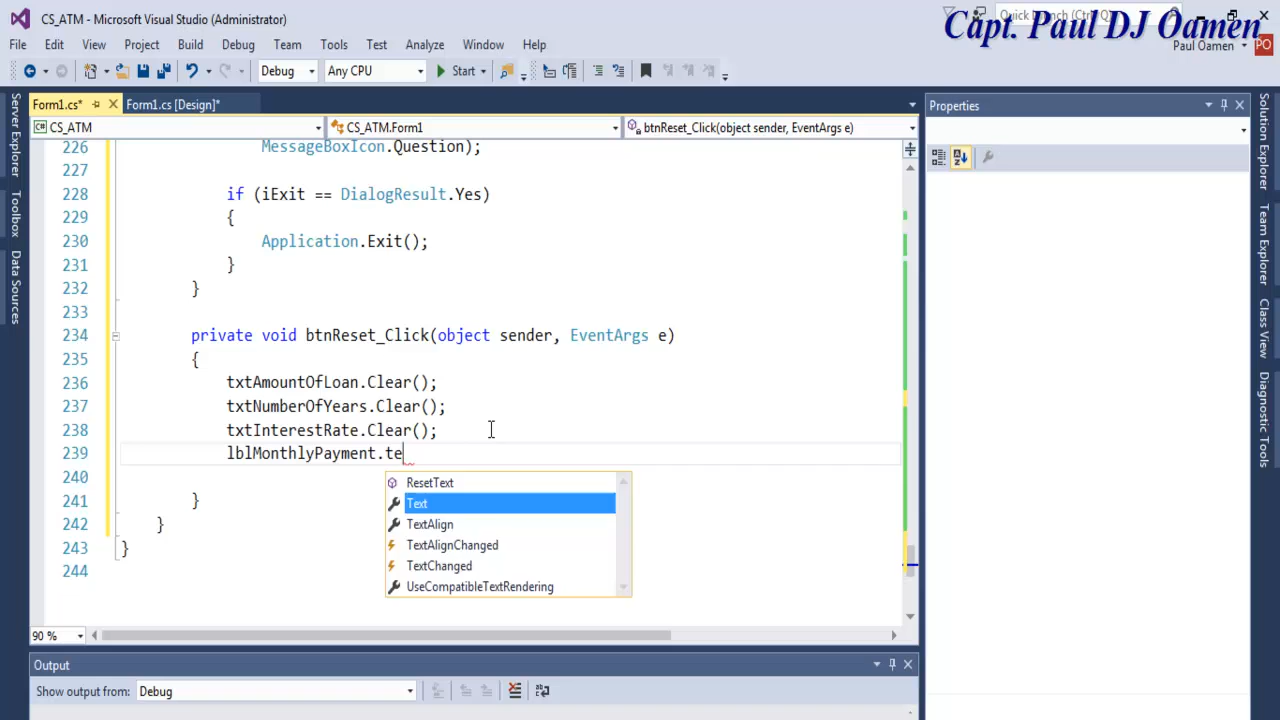 CS_ATM - Microsoft Visual Studio (Administrator)
Quick Launch (Ctrl+Q)
Capt. Paul DJ Oamen
File Edit View Project Build Debug Team Tools Test Analyze Window Help
Paul Oamen PO
Debug Any CPU Start
Form1.cs* Form1.cs [Design]*
Properties
CS_ATM CS_ATM.Form1 btnReset_Click(object sender, EventArgs e)
Server Explorer
Toolbox
Data Sources
226 MessageBoxIcon.Question);
227
228 if (iExit == DialogResult.Yes)
229 {
230 Application.Exit();
231 }
232 }
233
234 private void btnReset_Click(object sender, EventArgs e)
235 {
236 txtAmountOfLoan.Clear();
237 txtNumberOfYears.Clear();
238 txtInterestRate.Clear();
239 lblMonthlyPayment.te
240
241 }
242 }
243 }
244
ResetText
Text
TextAlign
TextAlignChanged
TextChanged
UseCompatibleTextRendering
90 %
Output
Show output from: Debug
Solution Explorer
Team Explorer
Class View
Diagnostic Tools